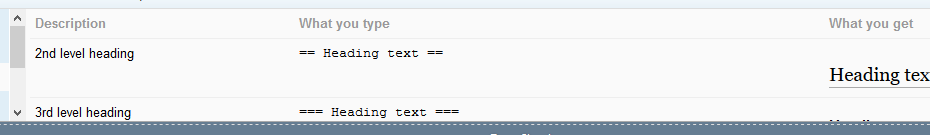 Description What you type What you get
2nd level heading == Heading text == Heading tex
3rd level heading === Heading text ===